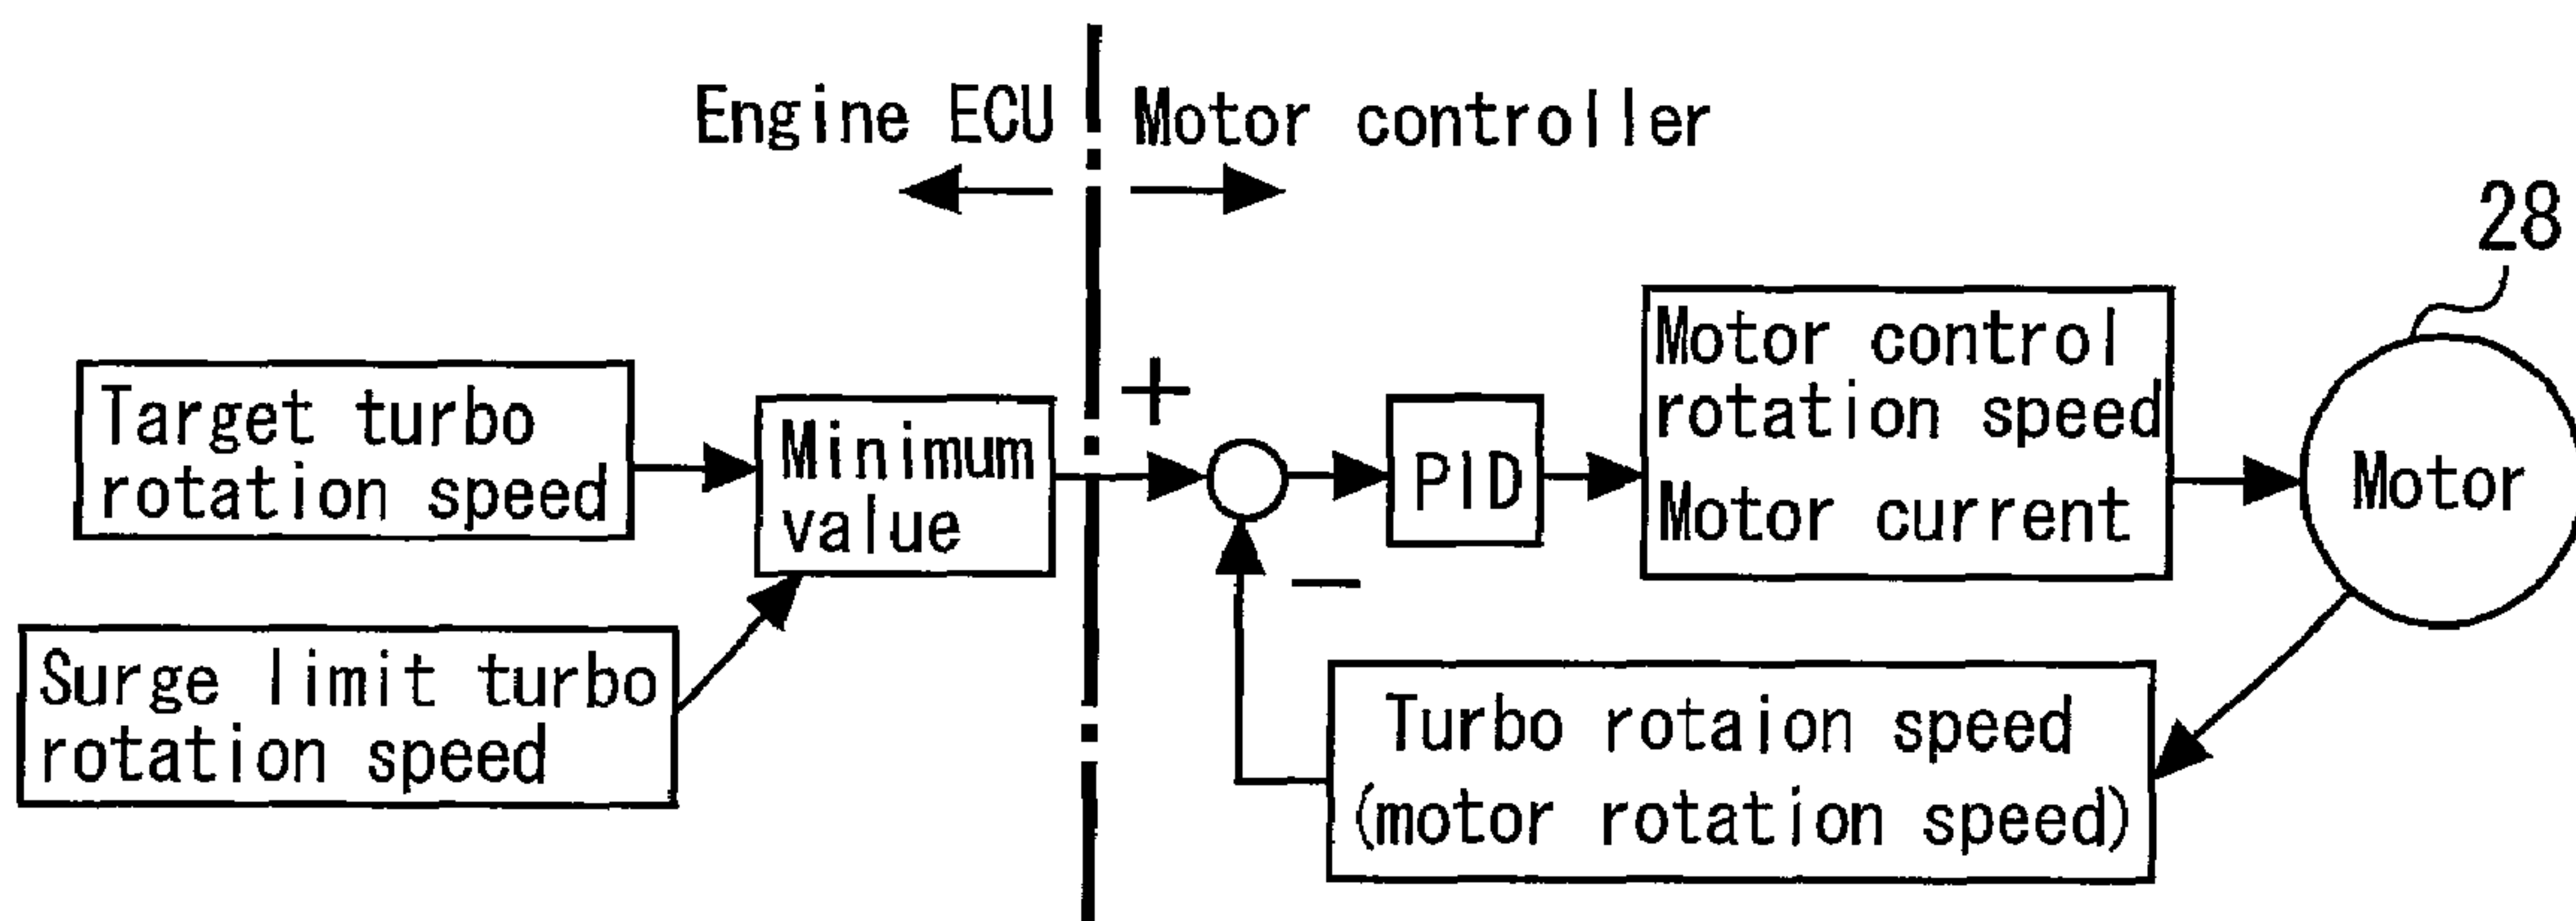 Engine ECU
Motor controller
28
Target turbo
rotation speed
Minimum
value
+
PID
Motor control
rotation speed
Motor current
Motor
−
Surge limit turbo
rotation speed
Turbo rotaion speed
(motor rotation speed)